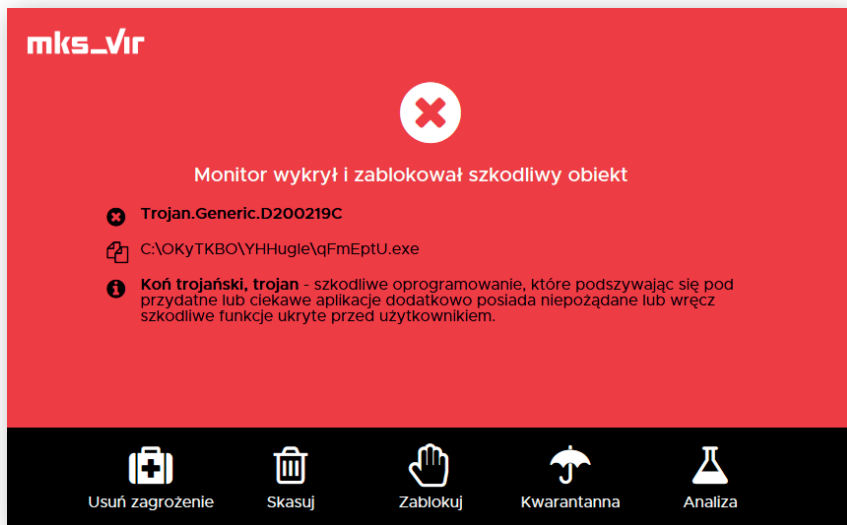 mks_vir
Monitor wykrył i zablokował szkodliwy obiekt
Trojan.Generic.D200219C
C:\OKyTKBO\YHHugle\qFmEptU.exe
Koń trojański, trojan - szkodliwe oprogramowanie, które podszywając się pod
przydatne lub ciekawe aplikacje dodatkowo posiada niepożądane lub wręcz
szkodliwe funkcje ukryte przed użytkownikiem.
Usuń zagrożenie
Skasuj
Zablokuj
Kwarantanna
Analiza